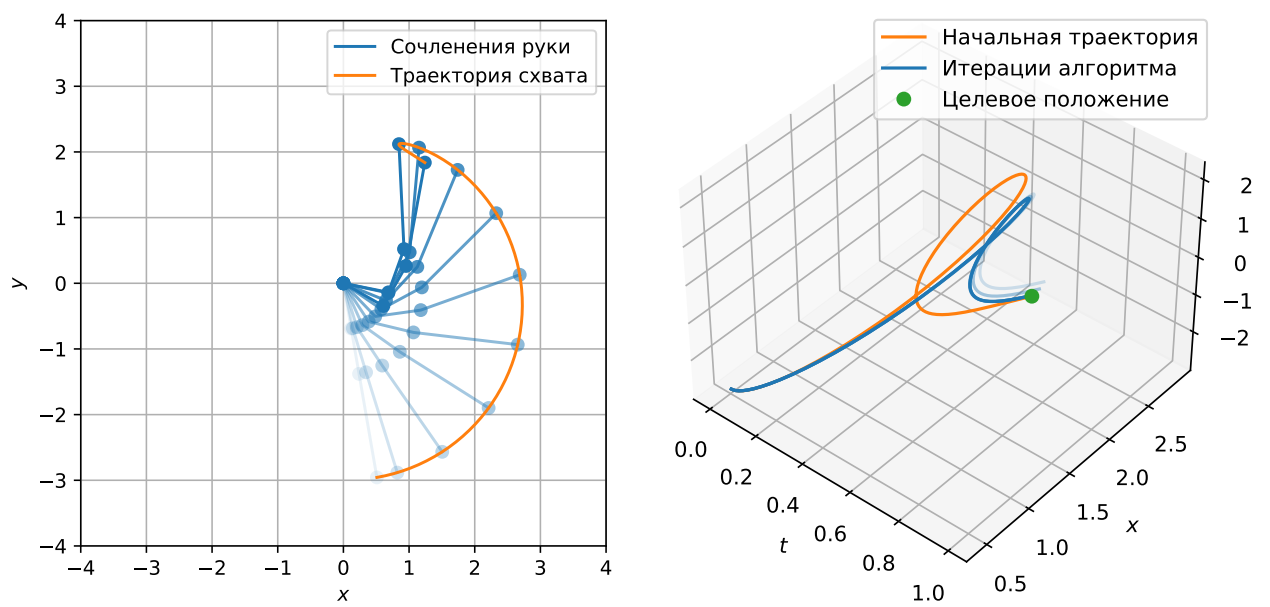 Сочленения руки
Траектория схвата
4
3
2
1
0
−1
−2
−3
−4
y
−4 −3 −2 −1 0 1 2 3 4
x
Начальная траектория
Итерации алгоритма
Целевое положение
2
1
0
−1
−2
0.0 0.2 0.4 0.6 0.8 1.0
t
0.5 1.0 1.5 2.0 2.5
x